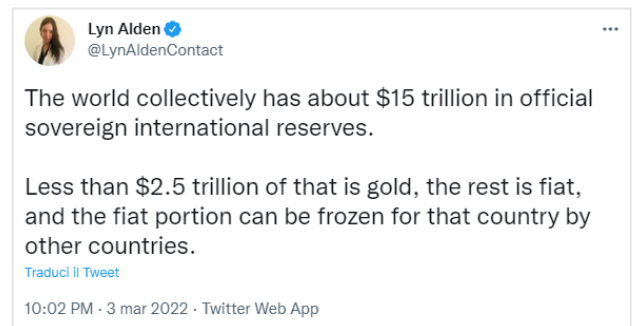 Lyn Alden
@LynAldenContact
The world collectively has about $15 trillion in official
sovereign international reserves.
Less than $2.5 trillion of that is gold, the rest is fiat,
and the fiat portion can be frozen for that country by
other countries.
Traduci il Tweet
10:02 PM · 3 mar 2022 · Twitter Web App